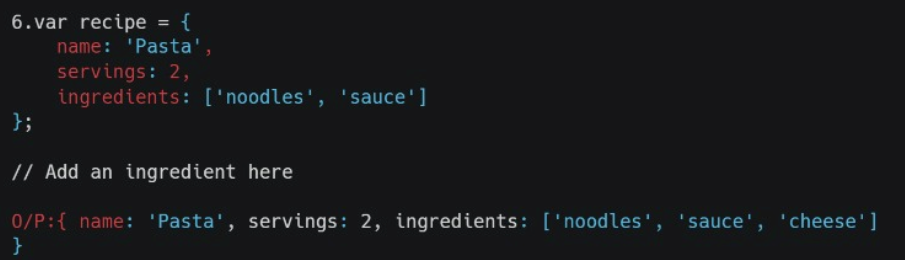 6.var recipe = {
    name: 'Pasta',
    servings: 2,
    ingredients: ['noodles', 'sauce']
};
// Add an ingredient here
O/P:{ name: 'Pasta', servings: 2, ingredients: ['noodles', 'sauce', 'cheese']
}